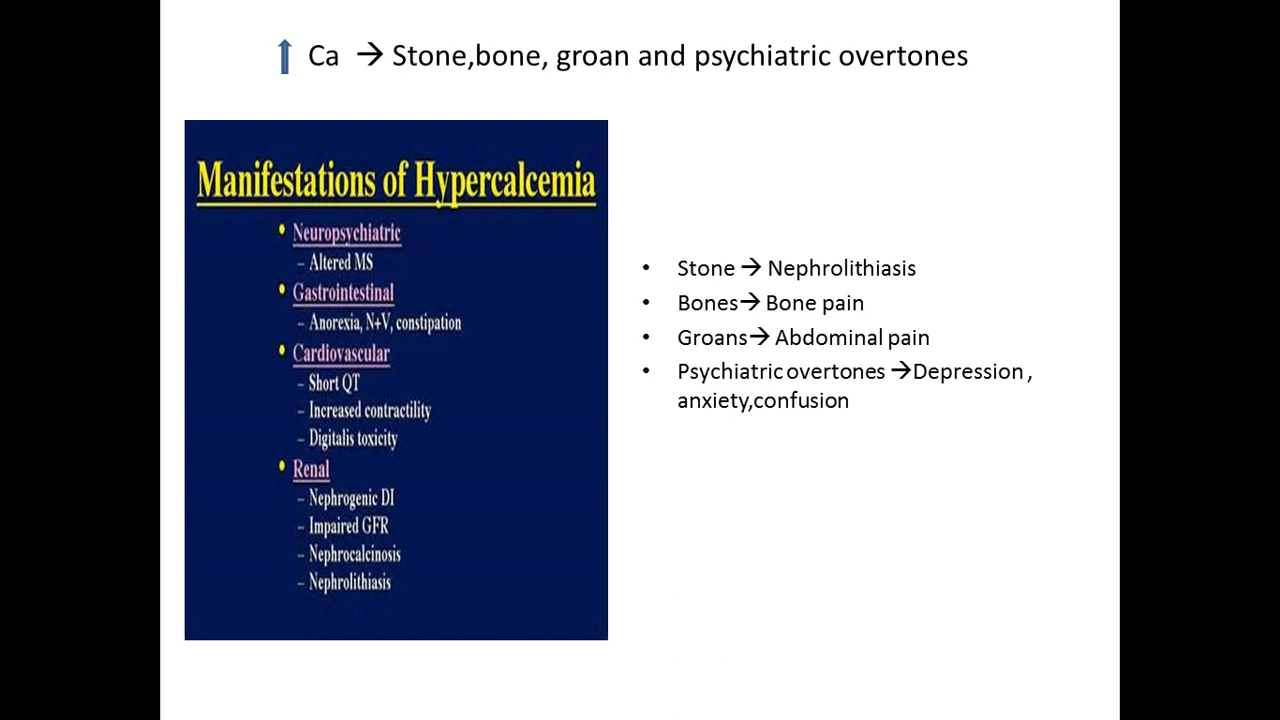 Ca → Stone,bone, groan and psychiatric overtones
Manifestations of Hypercalcemia
• Neuropsychiatric
– Altered MS
• Gastrointestinal
– Anorexia, N+V, constipation
• Cardiovascular
– Short QT
– Increased contractility
– Digitalis toxicity
• Renal
– Nephrogenic DI
– Impaired GFR
– Nephrocalcinosis
– Nephrolithiasis
• Stone → Nephrolithiasis
• Bones→ Bone pain
• Groans→ Abdominal pain
• Psychiatric overtones →Depression ,
anxiety,confusion